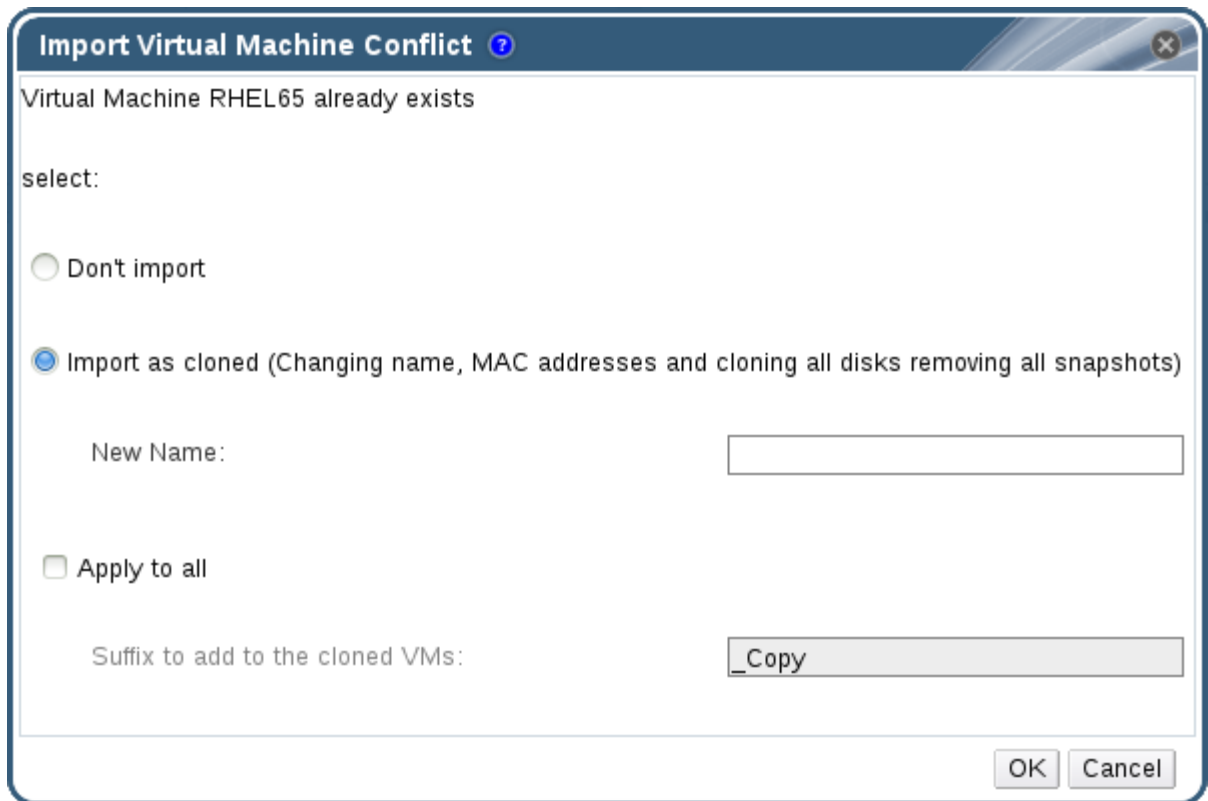 Import Virtual Machine Conflict ?
Virtual Machine RHEL65 already exists
select:
Don't import
Import as cloned (Changing name, MAC addresses and cloning all disks removing all snapshots)
New Name:
Apply to all
Suffix to add to the cloned VMs: _Copy
OK Cancel